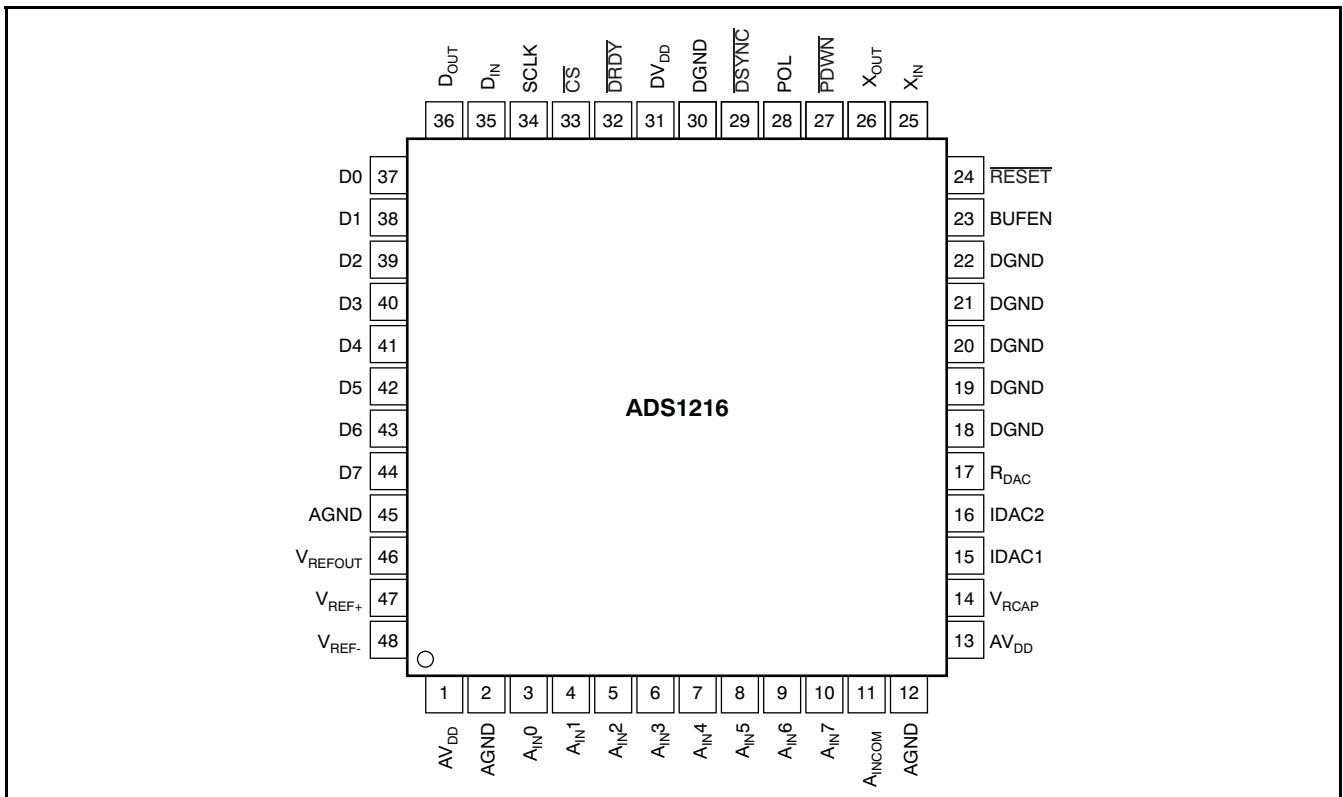 DOUT DIN SCLK CS DRDY DVDD DGND DSYNC POL PDWN XOUT XIN
36 35 34 33 32 31 30 29 28 27 26 25
D0 37 24 RESET
D1 38 23 BUFEN
D2 39 22 DGND
D3 40 21 DGND
D4 41 20 DGND
D5 42 19 DGND
ADS1216
D6 43 18 DGND
D7 44 17 RDAC
AGND 45 16 IDAC2
VREFOUT 46 15 IDAC1
VREF+ 47 14 VRCAP
VREF- 48 13 AVDD
1 2 3 4 5 6 7 8 9 10 11 12
AVDD AGND AIN0 AIN1 AIN2 AIN3 AIN4 AIN5 AIN6 AIN7 AINCOM AGND